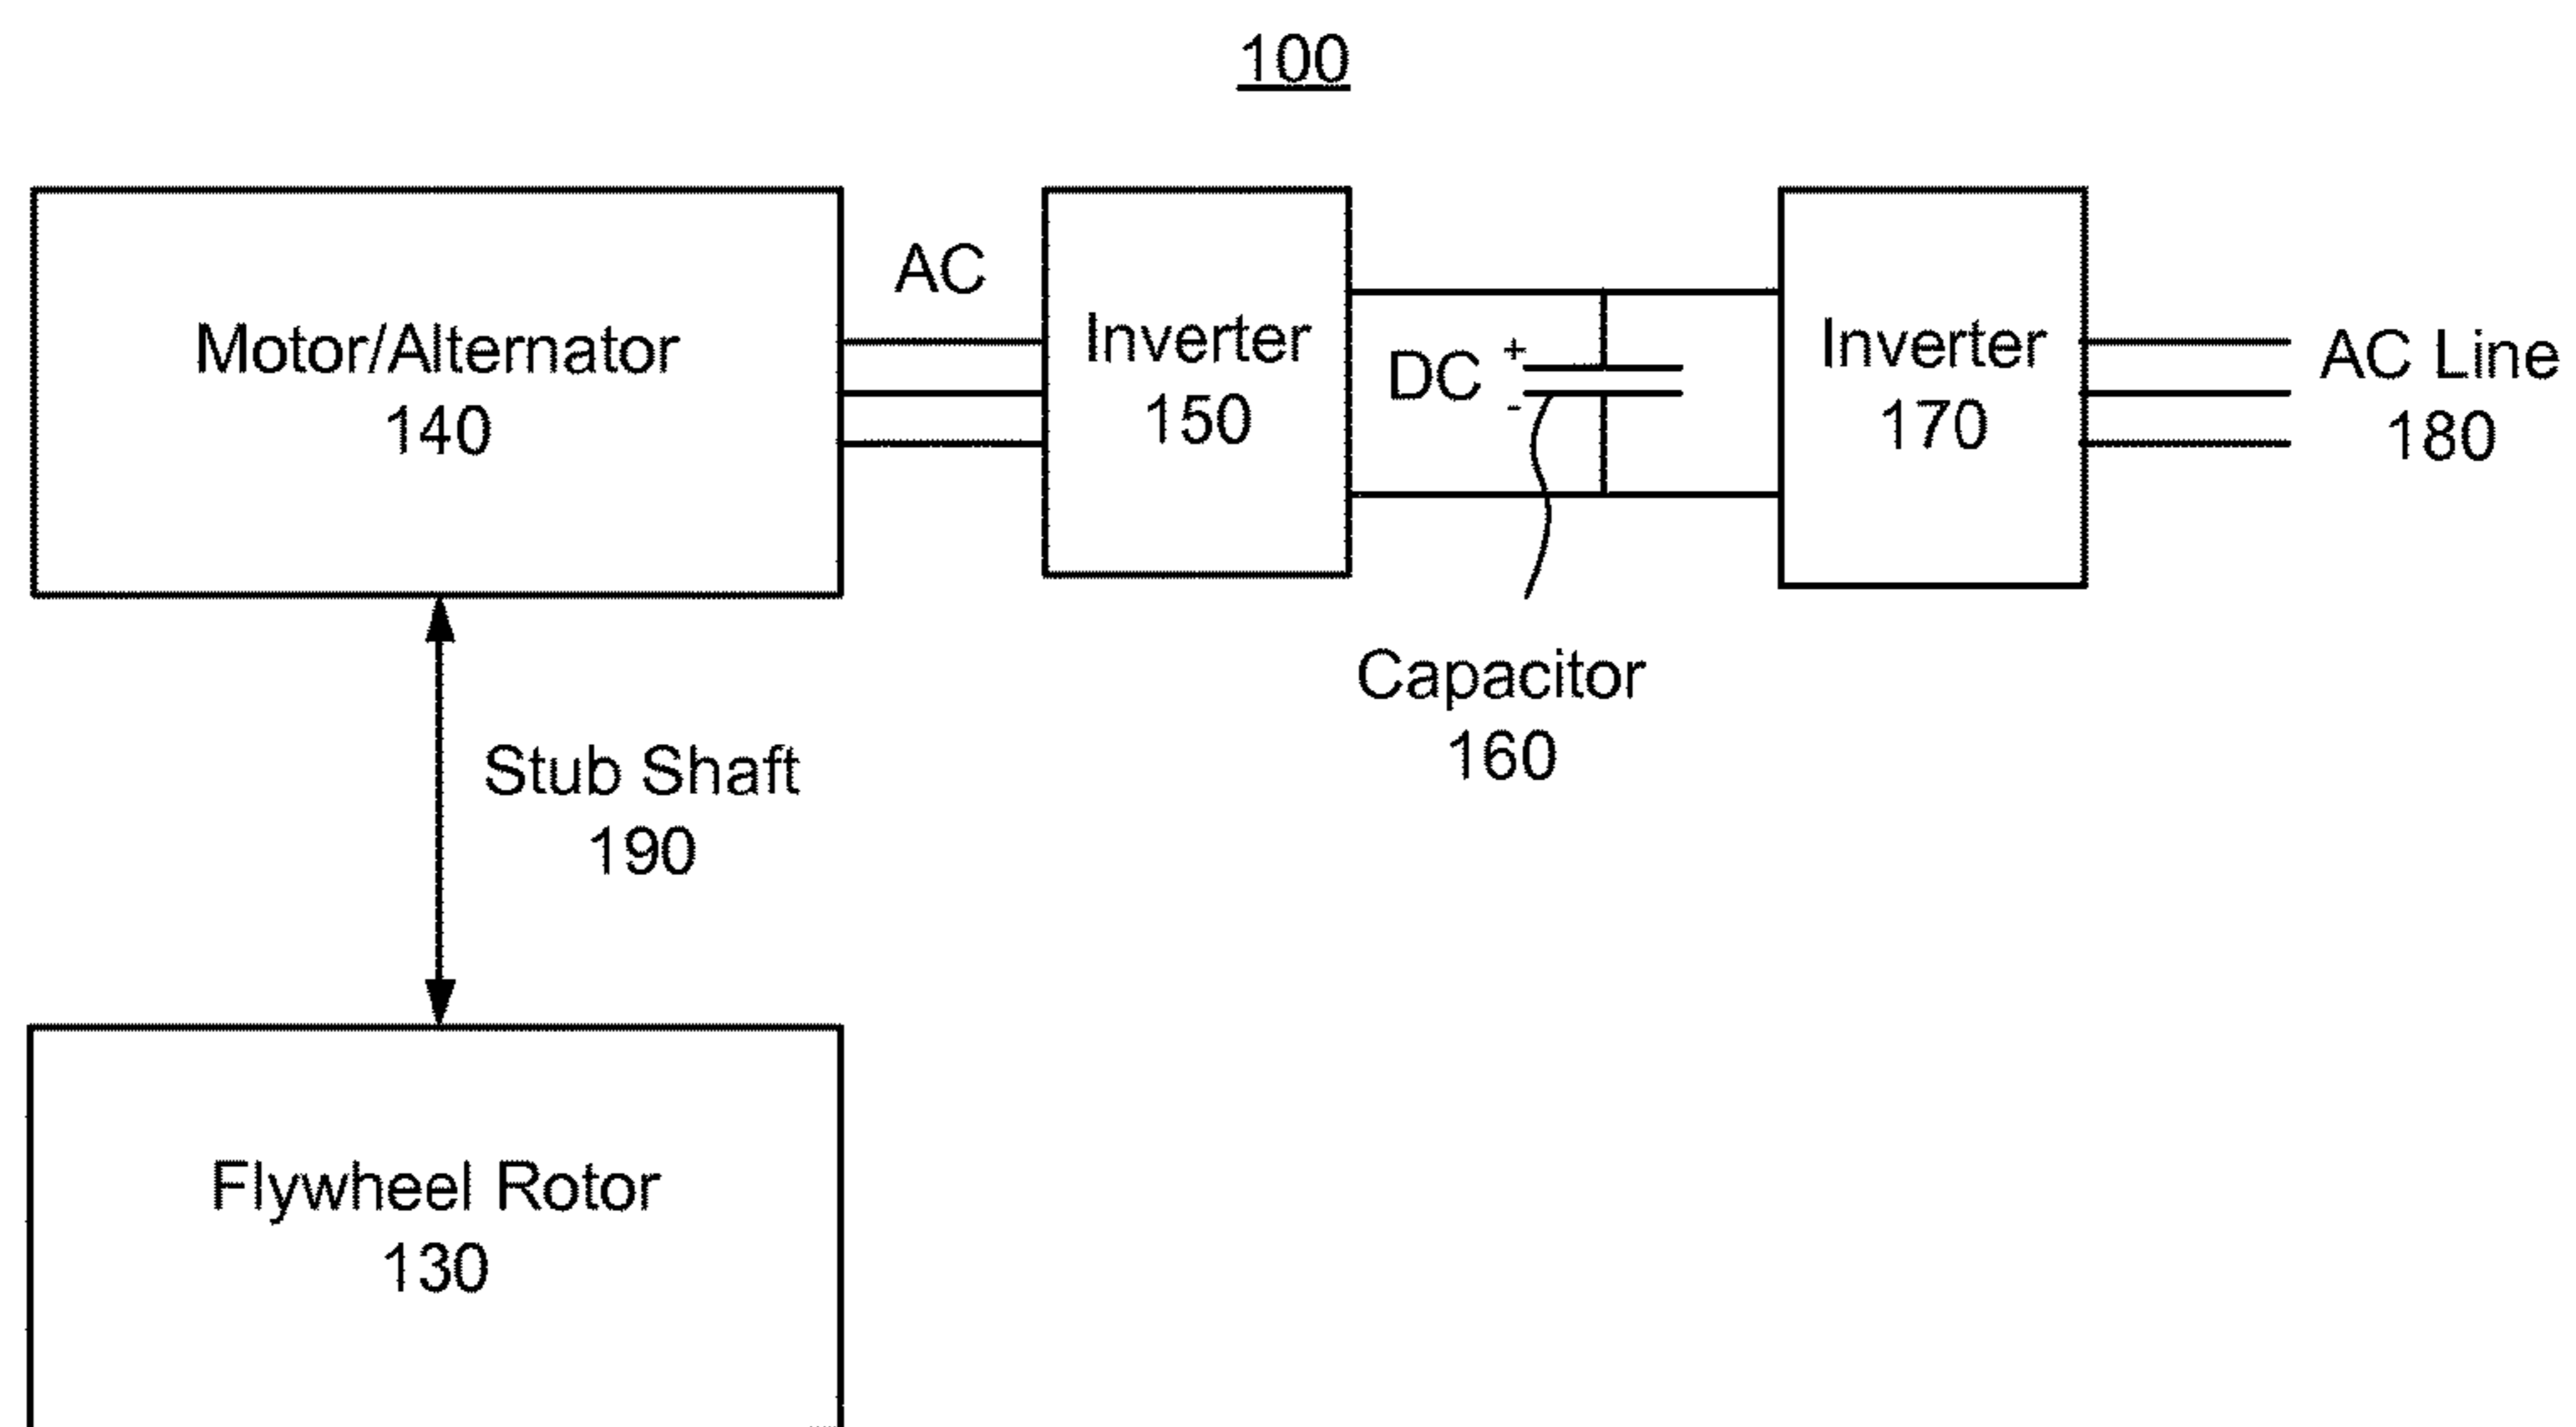 100
Motor/Alternator
140
AC
Inverter
150
DC
+
-
Capacitor
160
Inverter
170
AC Line
180
Stub Shaft
190
Flywheel Rotor
130